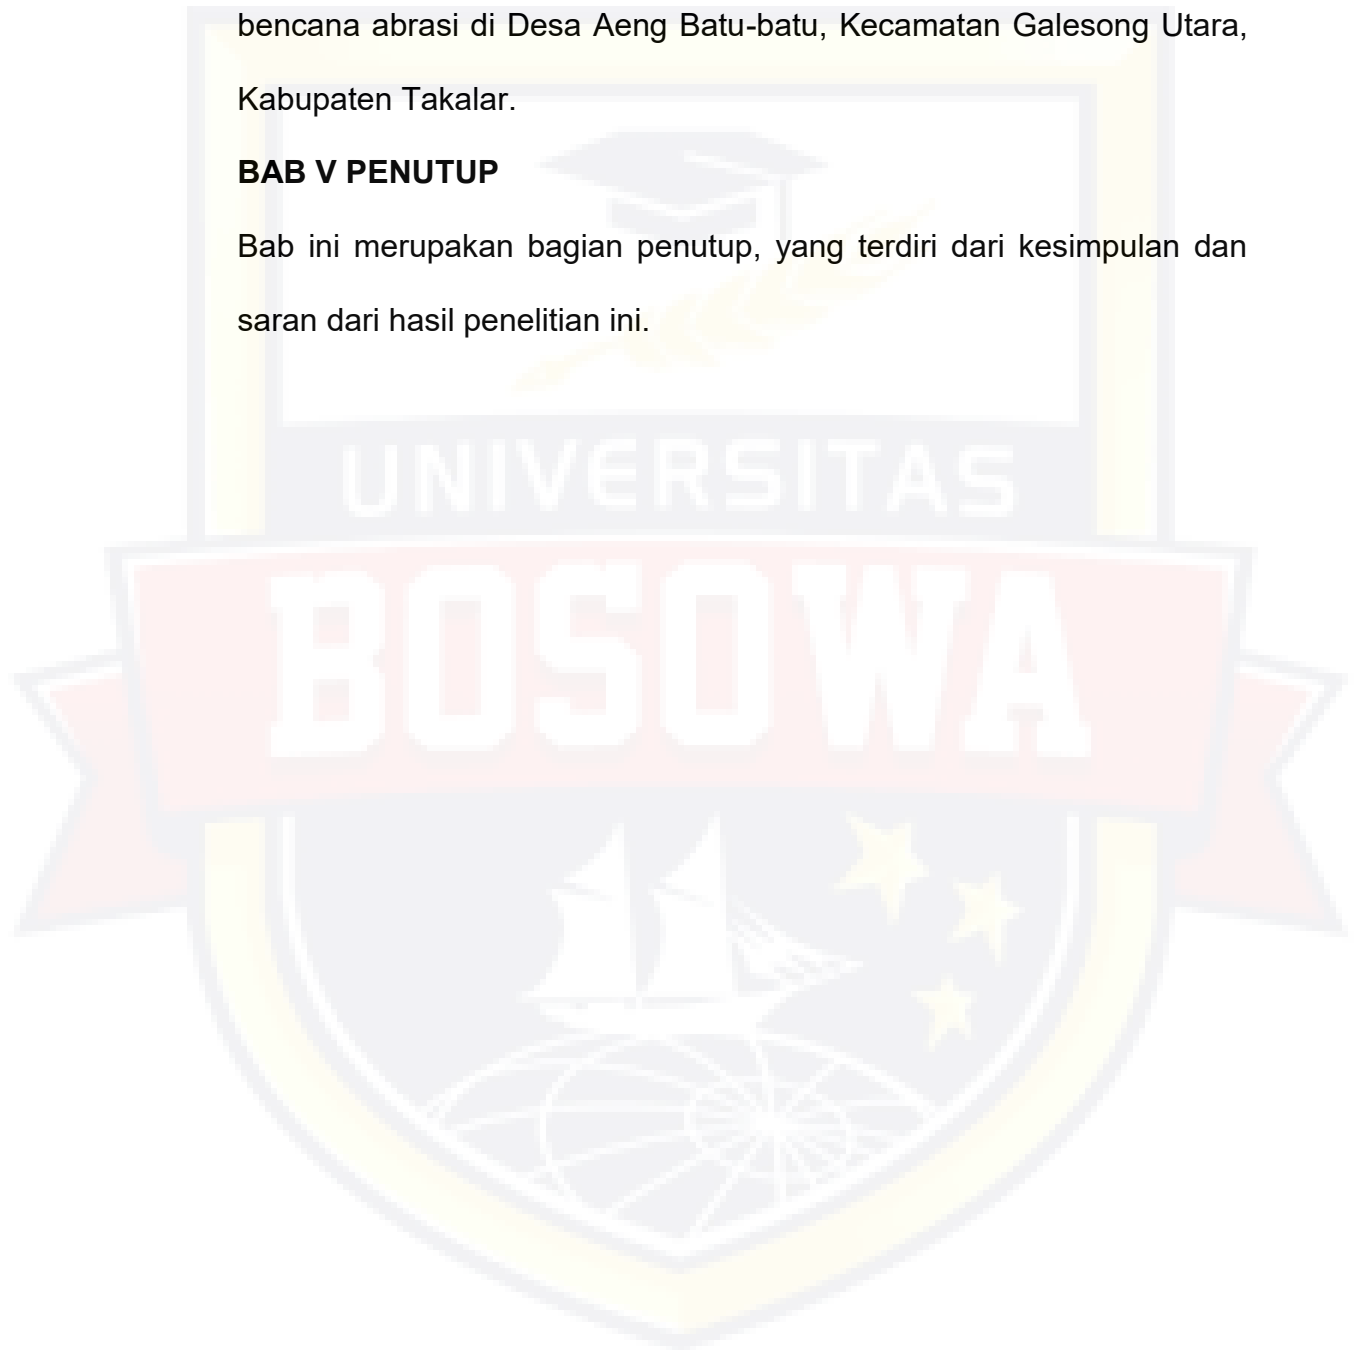 bencana abrasi di Desa Aeng Batu-batu, Kecamatan Galesong Utara,
Kabupaten Takalar.
BAB V PENUTUP
Bab ini merupakan bagian penutup, yang terdiri dari kesimpulan dan
saran dari hasil penelitian ini.
UNIVERSITAS
BOSOWA